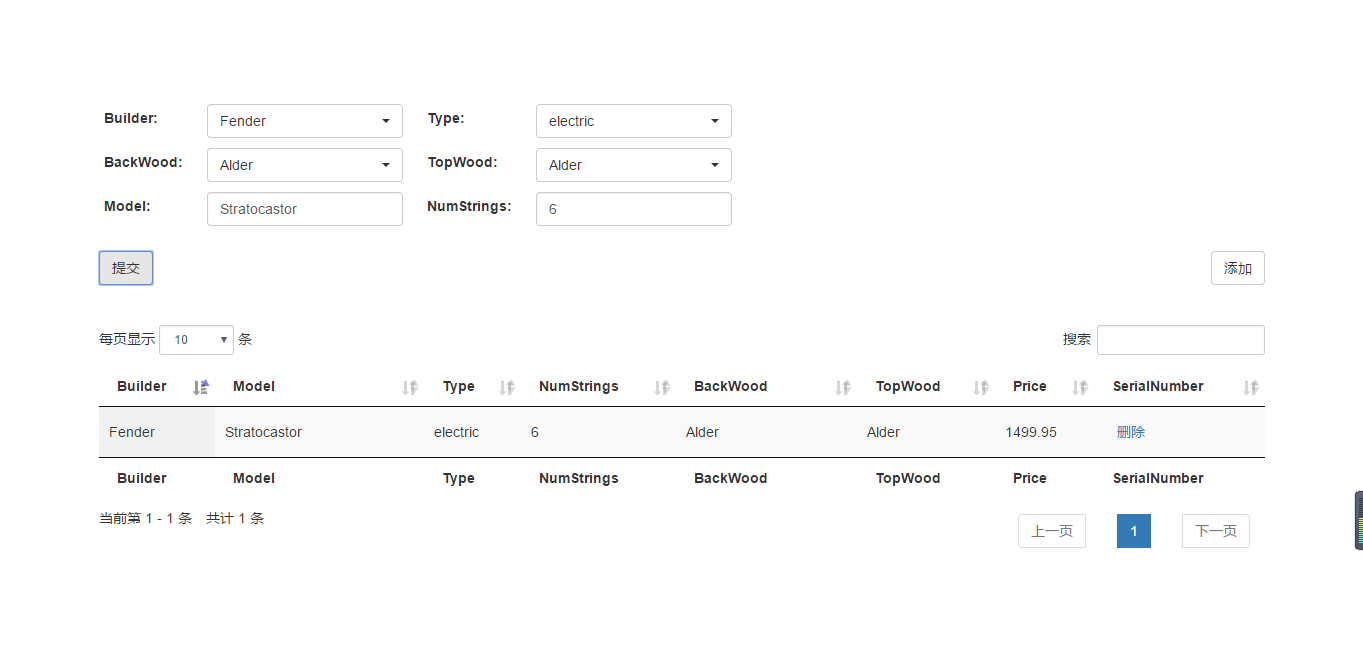 Builder: Fender Type: electric
BackWood: Alder TopWood: Alder
Model: Stratocastor NumStrings: 6
提交 添加
每页显示 10 条 搜索
Builder Model Type NumStrings BackWood TopWood Price SerialNumber
Fender Stratocastor electric 6 Alder Alder 1499.95 删除
Builder Model Type NumStrings BackWood TopWood Price SerialNumber
当前第 1 - 1 条 共计 1 条
上一页 1 下一页